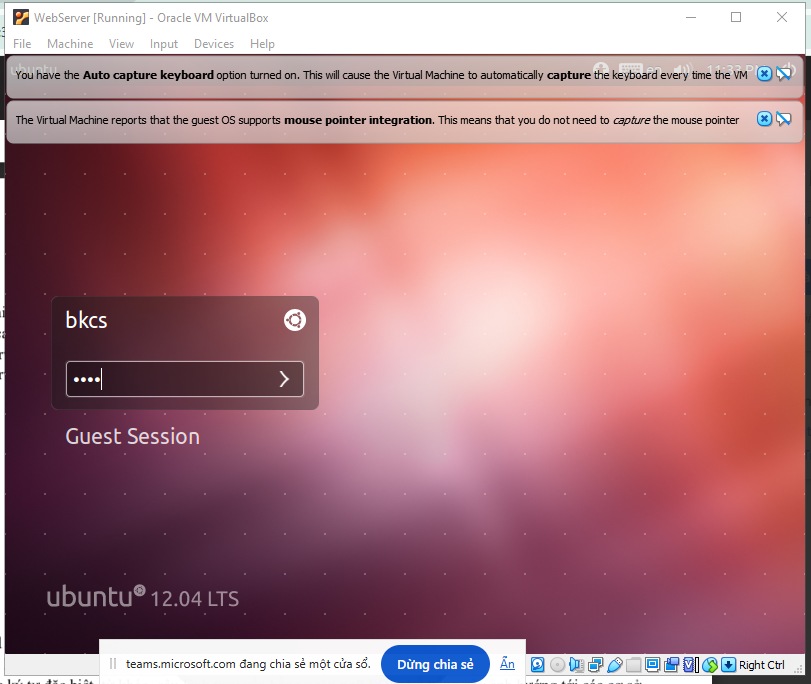 WebServer [Running] - Oracle VM VirtualBox
File Machine View Input Devices Help
You have the Auto capture keyboard option turned on. This will cause the Virtual Machine to automatically capture the keyboard every time the VM
The Virtual Machine reports that the guest OS supports mouse pointer integration. This means that you do not need to capture the mouse pointer
bkcs
••••
Guest Session
ubuntu 12.04 LTS
teams.microsoft.com đang chia sẻ một cửa sổ. Dừng chia sẻ Ẩn
Right Ctrl